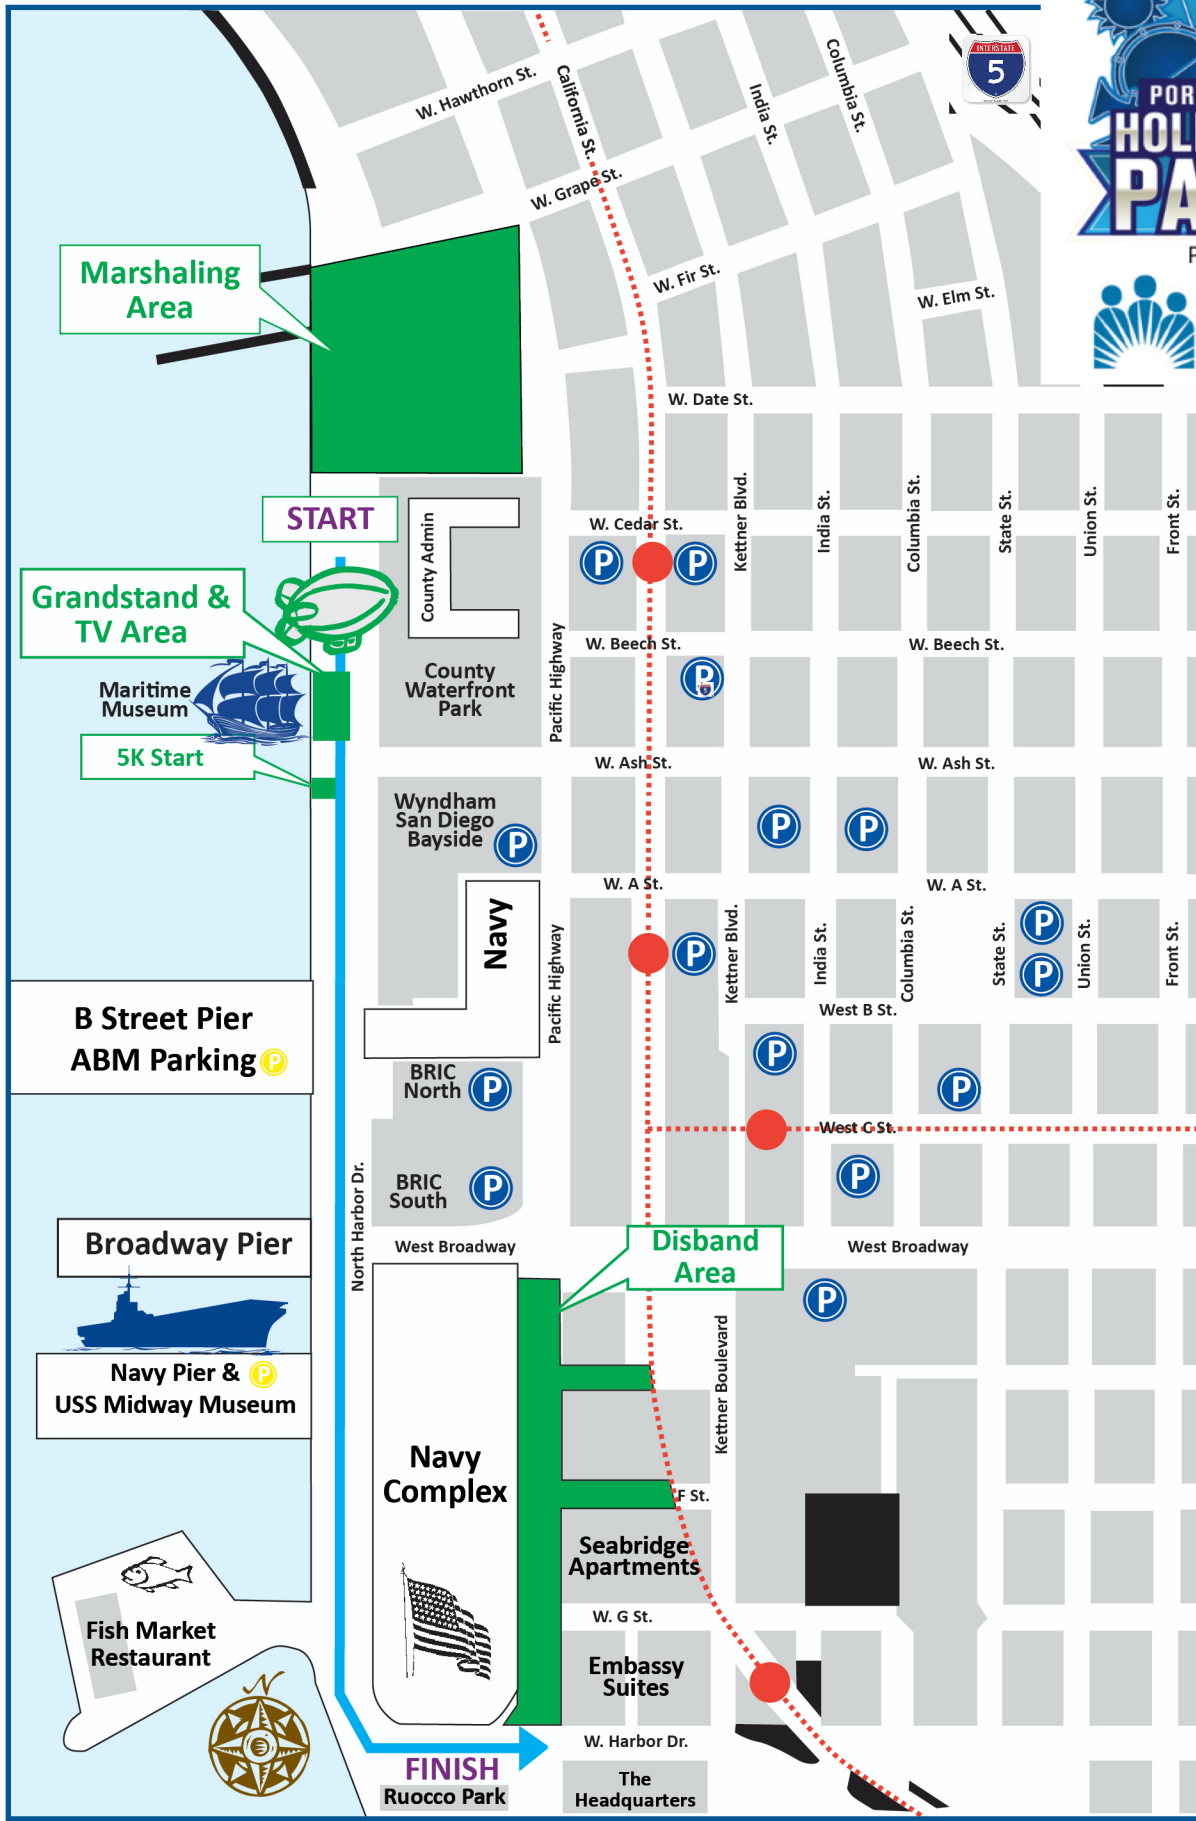 INTERSTATE
5
POR
HOL
PA
P
W. Hawthorn St.
California St.
India St.
Columbia St.
W. Grape St.
W. Fir St.
W. Elm St.
Marshaling
Area
W. Date St.
START
County Admin
W. Cedar St.
P
P
Kettner Blvd.
India St.
Columbia St.
State St.
Union St.
Front St.
Grandstand &
TV Area
W. Beech St.
W. Beech St.
Maritime
Museum
County
Waterfront
Park
Pacific Highway
P
5
5K Start
W. Ash St.
W. Ash St.
Wyndham
San Diego
Bayside
P
P
P
W. A St.
W. A St.
Navy
Pacific Highway
P
Kettner Blvd.
India St.
Columbia St.
State St.
P
P
Union St.
Front St.
West B St.
B Street Pier
ABM Parking P
BRIC
North
P
P
P
West C St.
North Harbor Dr.
BRIC
South
P
P
Broadway Pier
West Broadway
Disband
Area
West Broadway
P
Navy Pier & P
USS Midway Museum
Kettner Boulevard
Navy
Complex
F St.
Seabridge
Apartments
W. G St.
Fish Market
Restaurant
Embassy
Suites
N
W. Harbor Dr.
FINISH
Ruocco Park
The
Headquarters